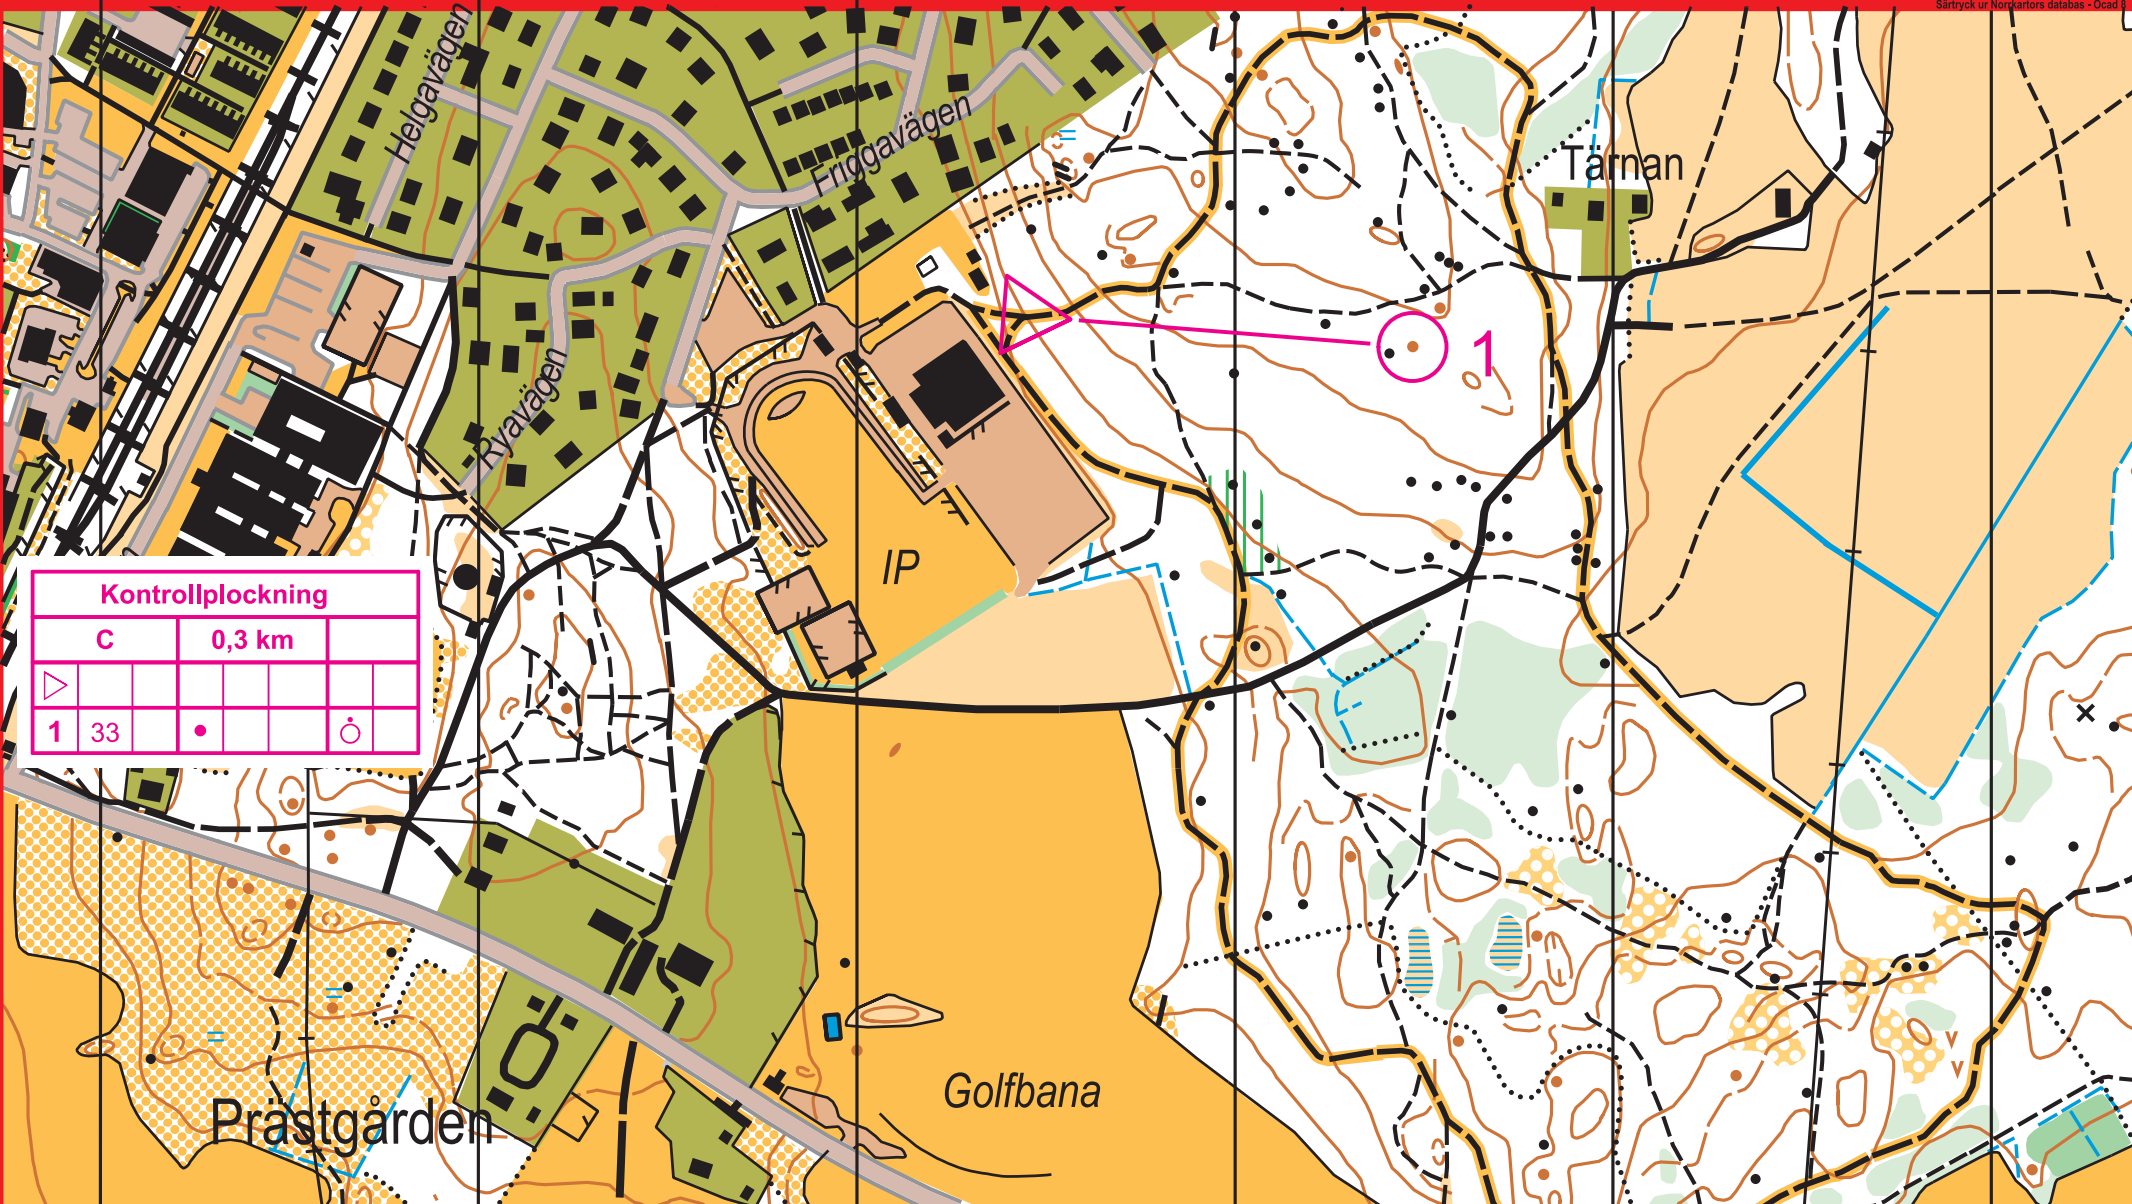 Särtryck ur Norrkartors databas - Ocad 8
Helgavägen
Friggavägen
Tärnan
Ryavägen
1
IP
Kontrollplockning
C 0,3 km
1 33
Golfbana
Prästgården